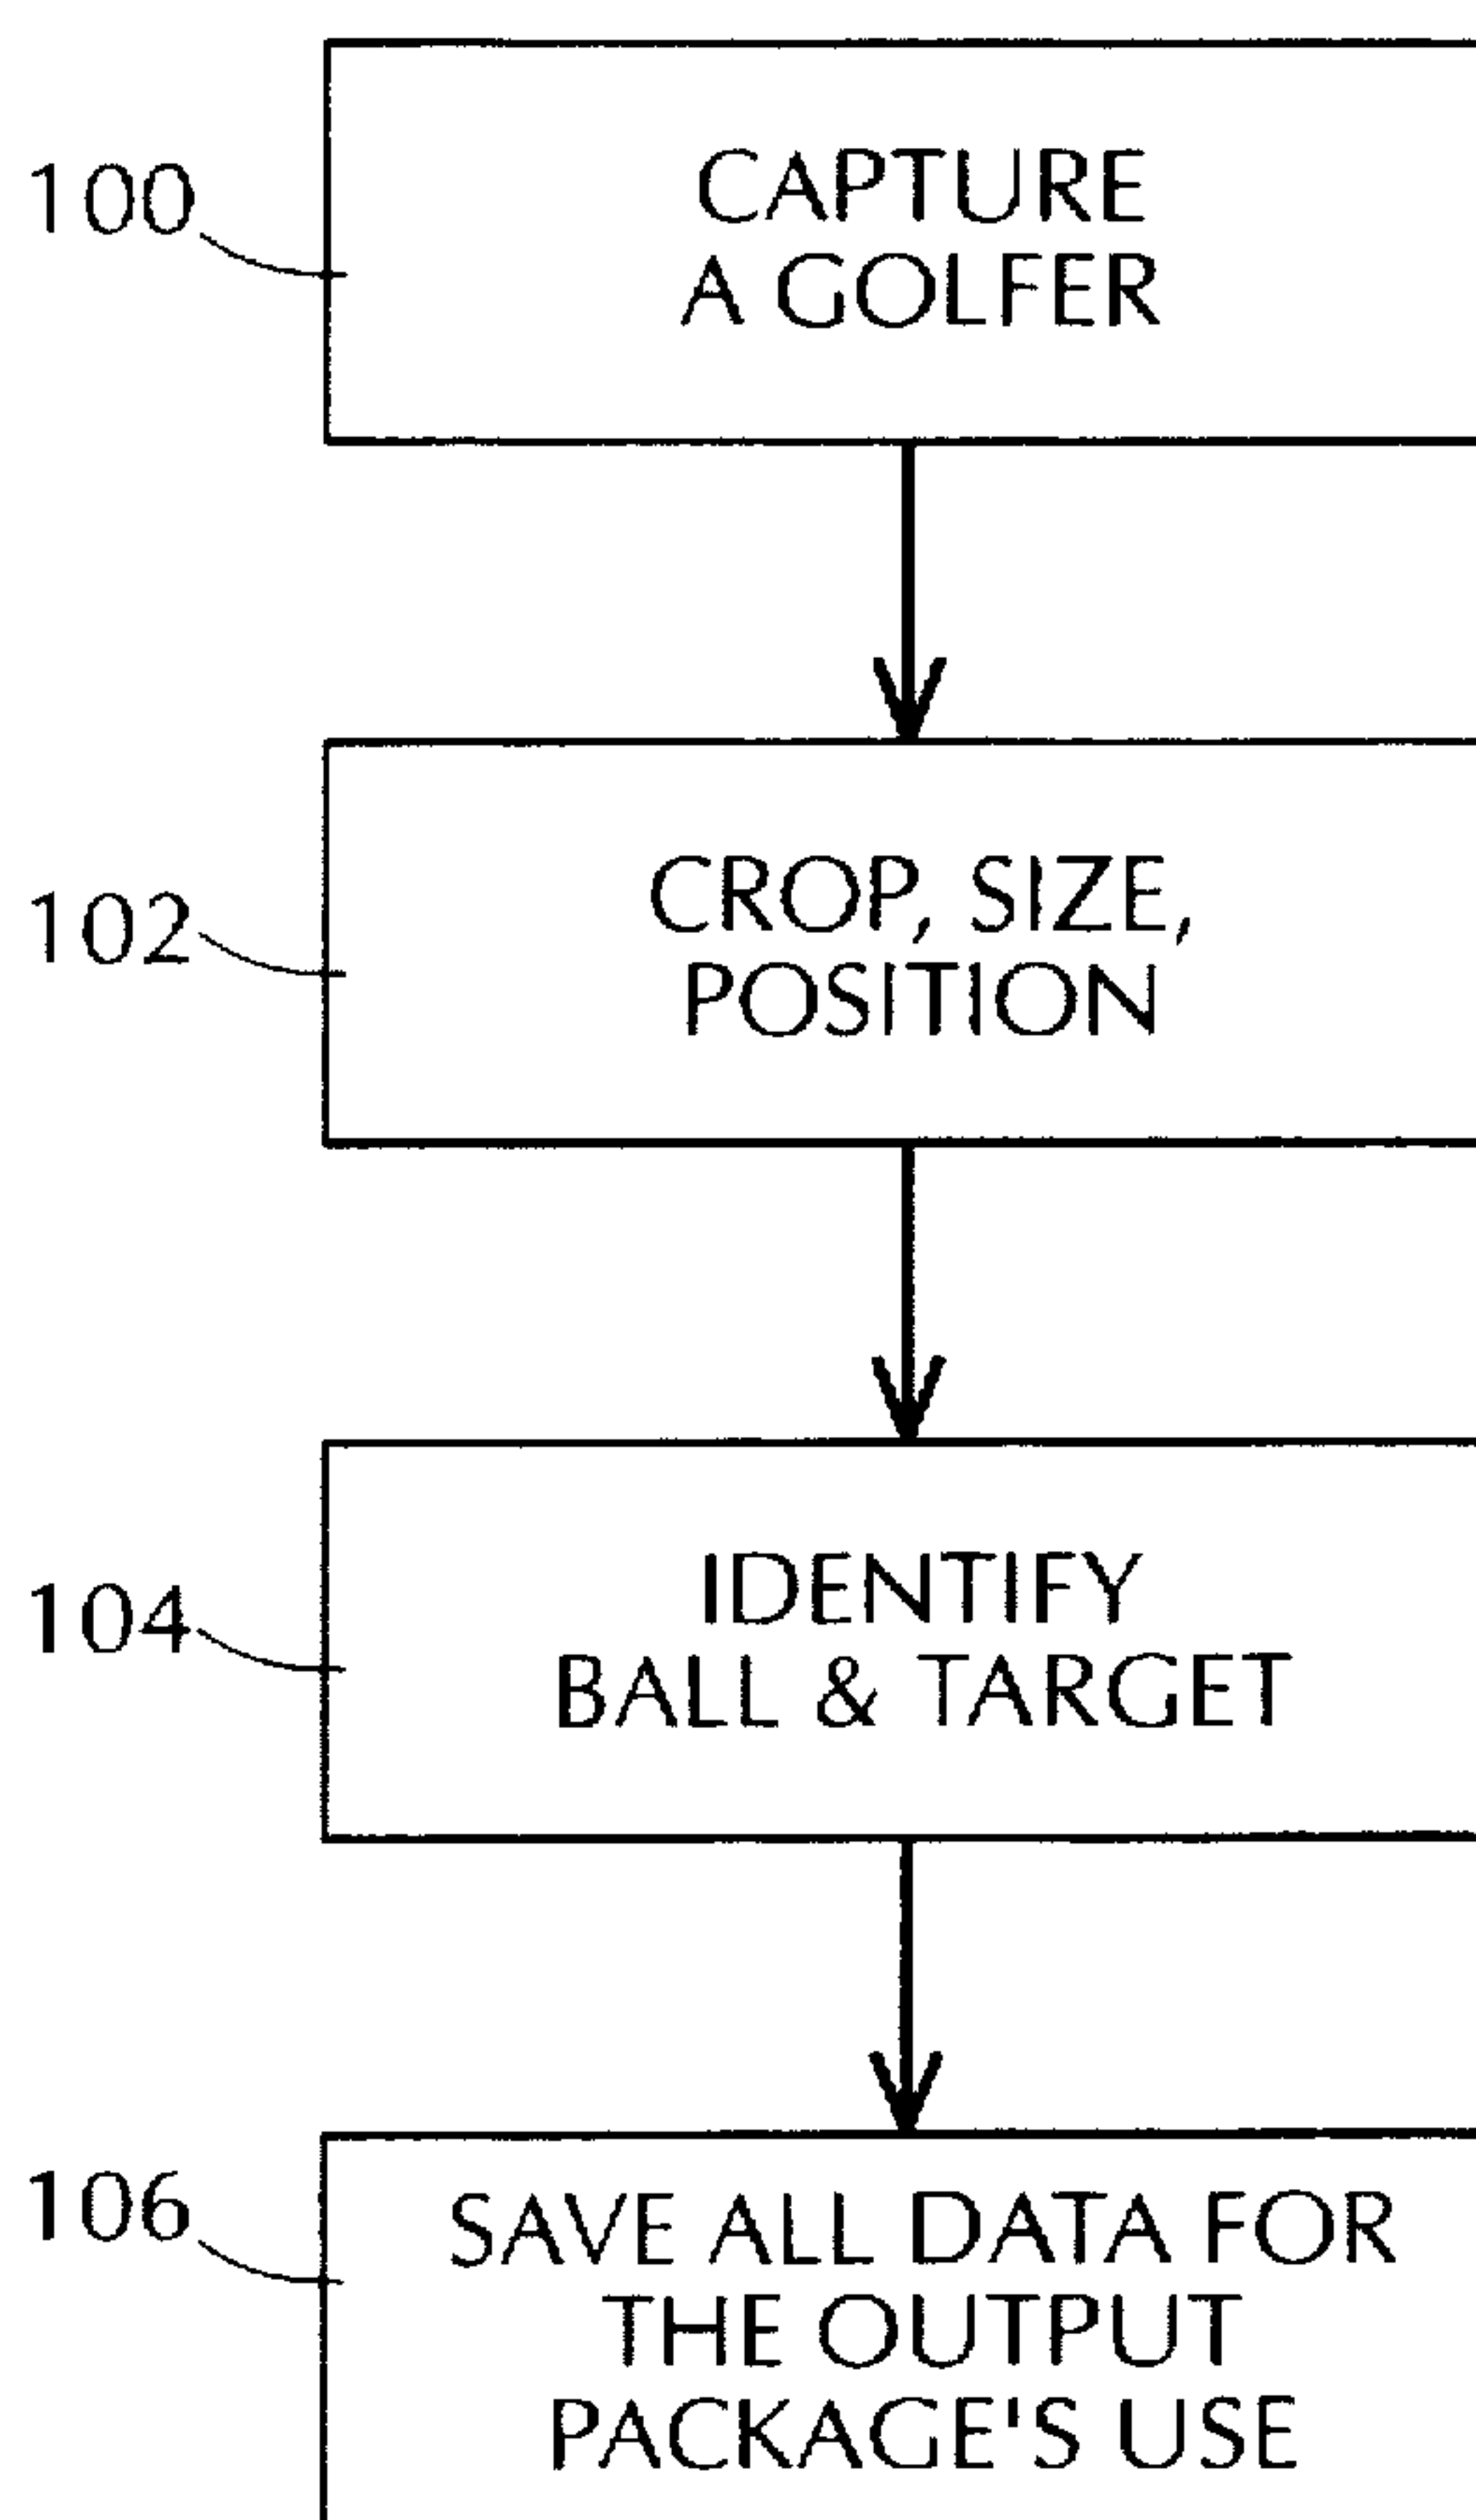 100
CAPTURE
A GOLFER
102
CROP, SIZE,
POSITION
104
IDENTIFY
BALL & TARGET
106
SAVE ALL DATA FOR
THE OUTPUT
PACKAGE'S USE